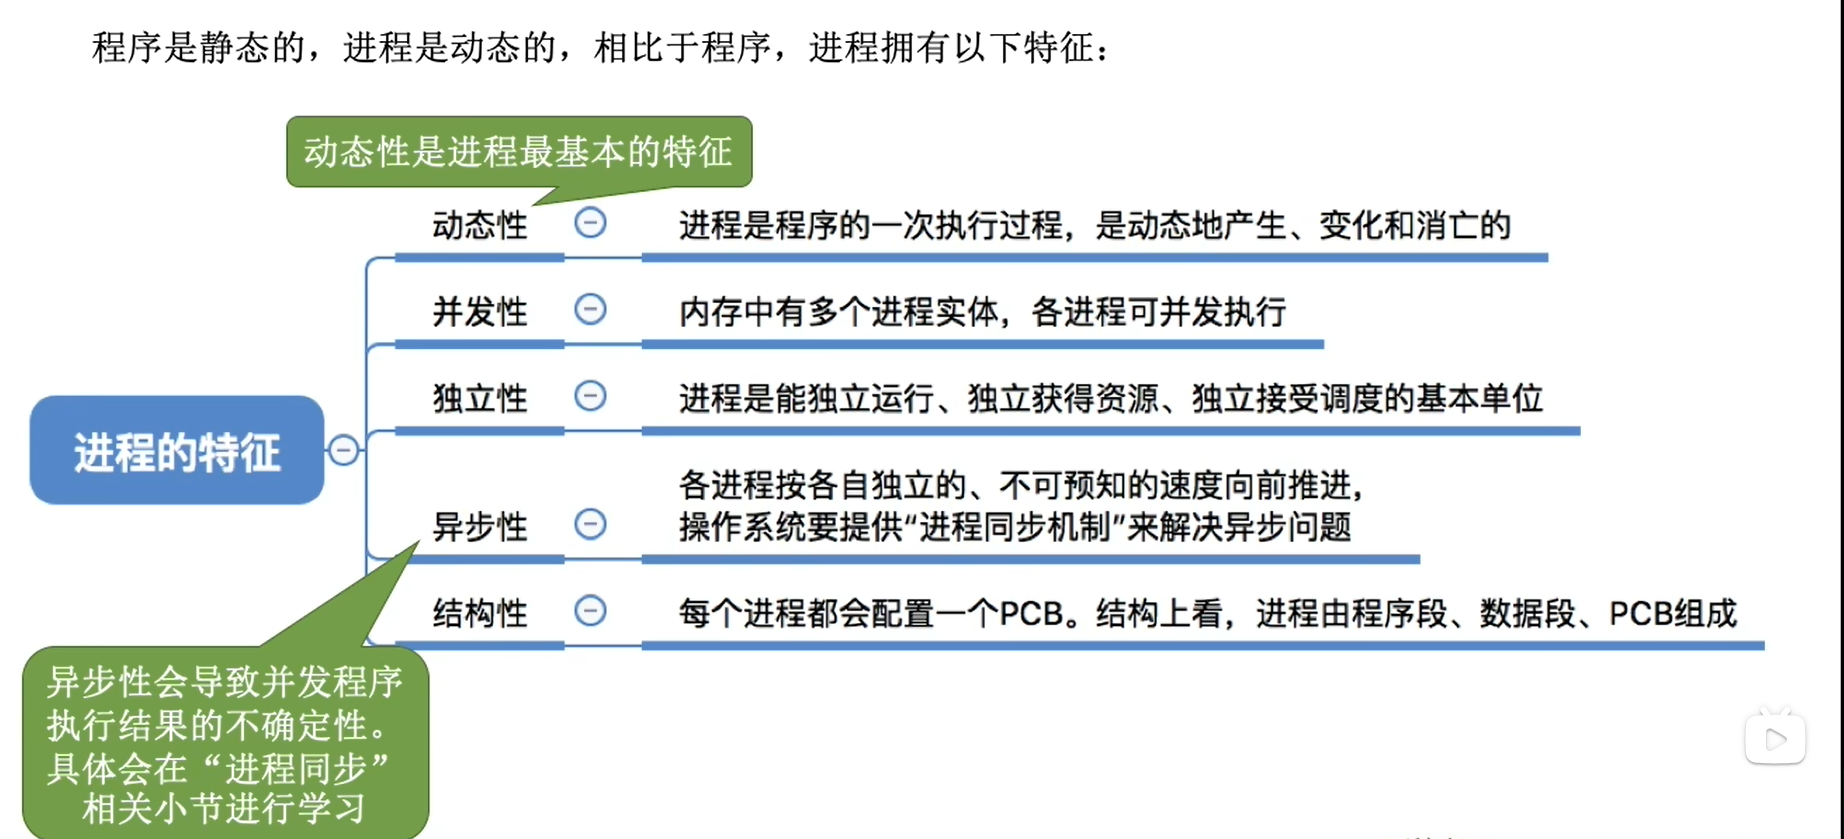 程序是静态的，进程是动态的，相比于程序，进程拥有以下特征：
动态性是进程最基本的特征
动态性
进程是程序的一次执行过程，是动态地产生、变化和消亡的
并发性
内存中有多个进程实体，各进程可并发执行
独立性
进程是能独立运行、独立获得资源、独立接受调度的基本单位
进程的特征
异步性
各进程按各自独立的、不可预知的速度向前推进，
操作系统要提供“进程同步机制”来解决异步问题
结构性
每个进程都会配置一个PCB。结构上看，进程由程序段、数据段、PCB组成
异步性会导致并发程序
执行结果的不确定性。
具体会在“进程同步”
相关小节进行学习